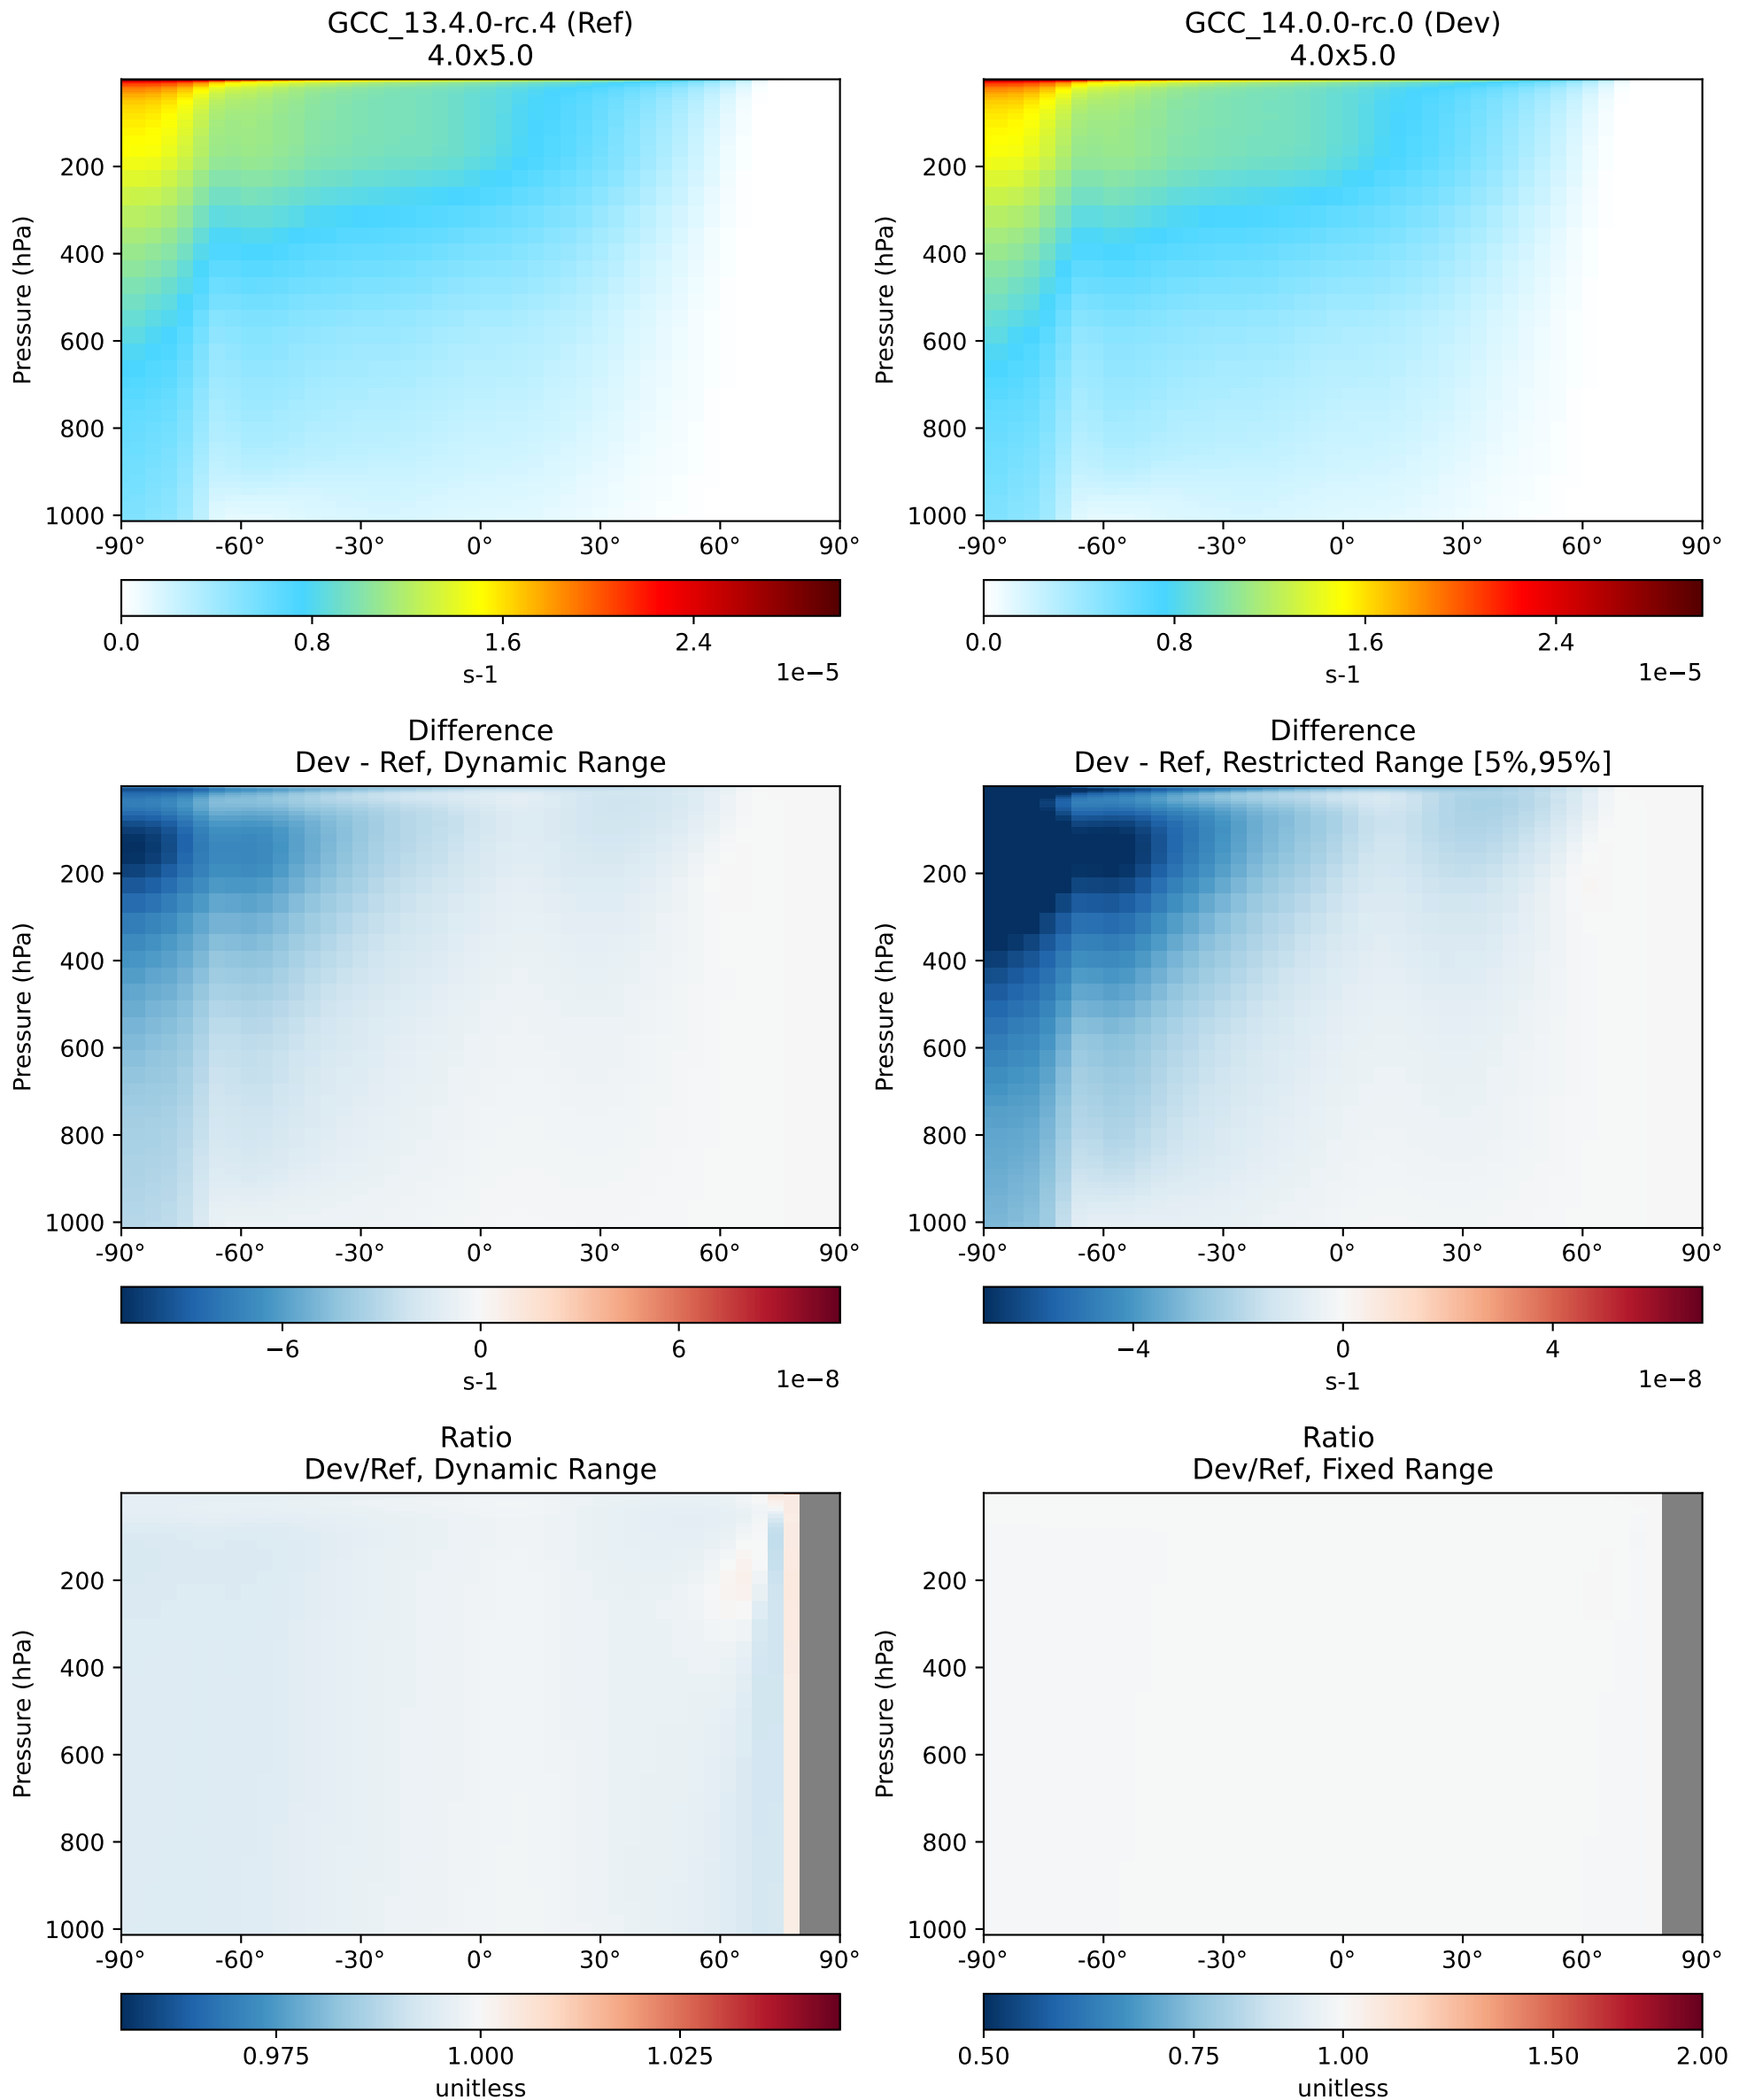 GCC_13.4.0-rc.4 (Ref)
4.0x5.0
GCC_14.0.0-rc.0 (Dev)
4.0x5.0
Pressure (hPa)
200
400
600
800
1000
-90° -60° -30° 0° 30° 60° 90°
0.0 0.8 1.6 2.4
s-1 1e−5
Pressure (hPa)
200
400
600
800
1000
-90° -60° -30° 0° 30° 60° 90°
0.0 0.8 1.6 2.4
s-1 1e−5
Difference
Dev - Ref, Dynamic Range
Difference
Dev - Ref, Restricted Range [5%,95%]
Pressure (hPa)
200
400
600
800
1000
-90° -60° -30° 0° 30° 60° 90°
−6 0 6
s-1 1e−8
Pressure (hPa)
200
400
600
800
1000
-90° -60° -30° 0° 30° 60° 90°
−4 0 4
s-1 1e−8
Ratio
Dev/Ref, Dynamic Range
Ratio
Dev/Ref, Fixed Range
Pressure (hPa)
200
400
600
800
1000
-90° -60° -30° 0° 30° 60° 90°
0.975 1.000 1.025
unitless
Pressure (hPa)
200
400
600
800
1000
-90° -60° -30° 0° 30° 60° 90°
0.50 0.75 1.00 1.50 2.00
unitless